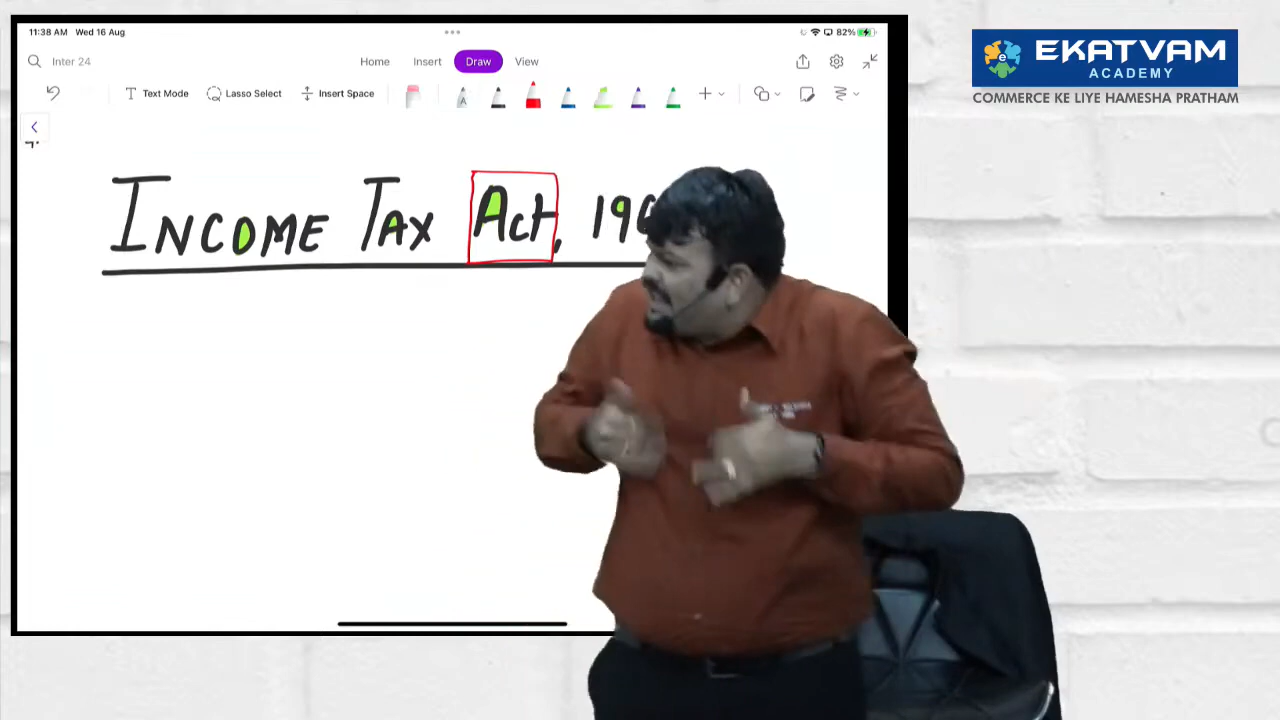 11:38 AM Wed 16 Aug
82%
EKATVAM
ACADEMY
COMMERCE KE LIYE HAMESHA PRATHAM
Inter 24
Home Insert Draw View
Text Mode Lasso Select Insert Space
INCOME TAX Act, 19